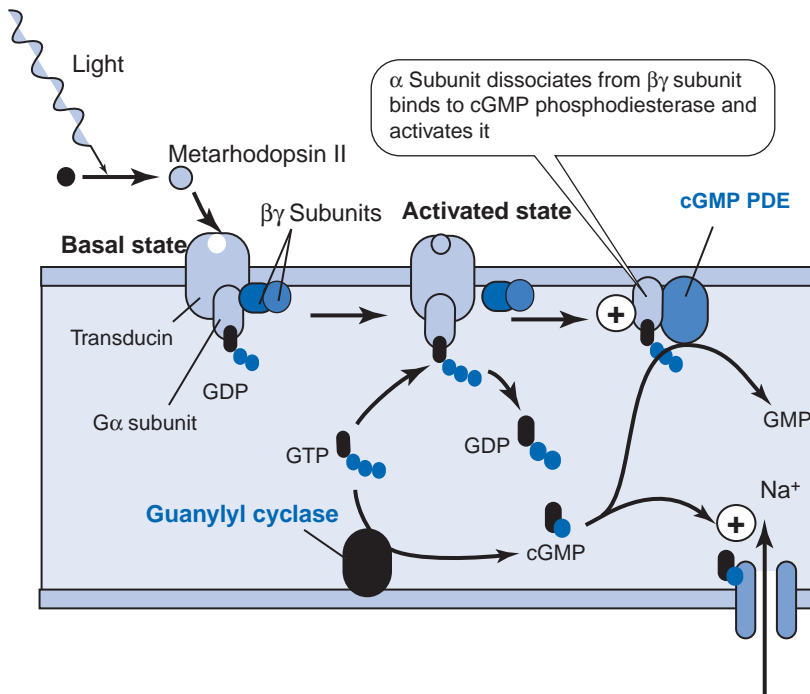 Light
α Subunit dissociates from βγ subunit
binds to cGMP phosphodiesterase and
activates it
Metarhodopsin II
cGMP PDE
βγ Subunits
Activated state
Basal state
+
Transducin
GDP
Gα subunit
GMP
GTP
GDP
Na⁺
Guanylyl cyclase
+
cGMP